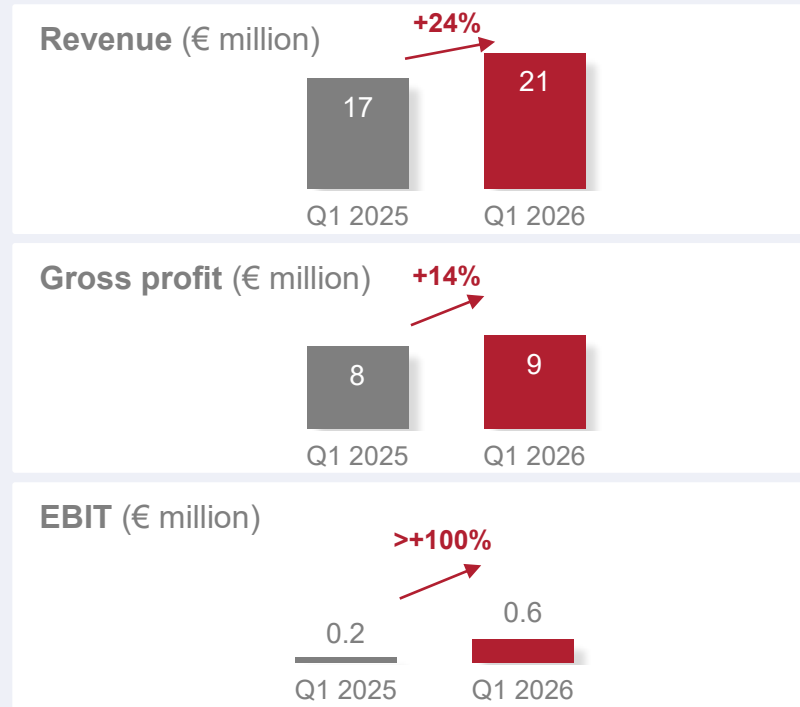 Revenue (€ million)
+24%
17
21
Q1 2025
Q1 2026
Gross profit (€ million)
+14%
8
9
Q1 2025
Q1 2026
EBIT (€ million)
>+100%
0.2
0.6
Q1 2025
Q1 2026